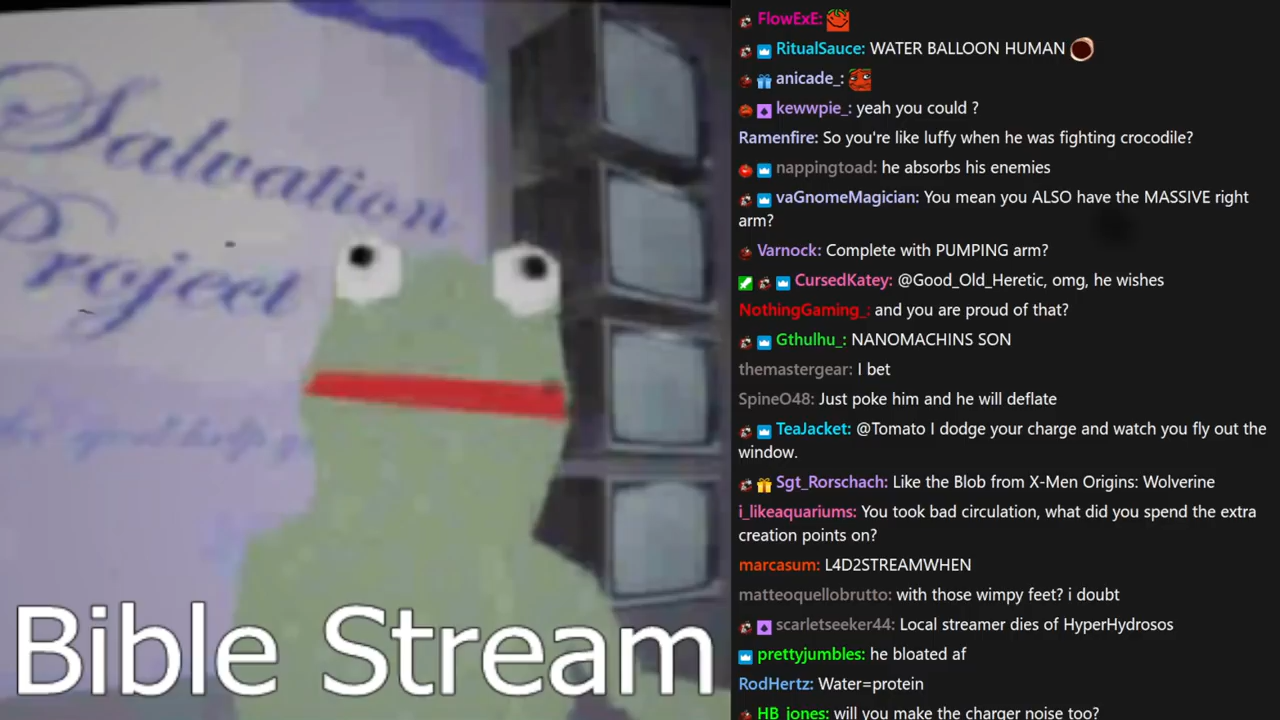 Salvation
Project
Bible Stream
FlowExE:
RitualSauce: WATER BALLOON HUMAN
anicade_:
kewwpie_: yeah you could ?
Ramenfire: So you're like luffy when he was fighting crocodile?
nappingtoad: he absorbs his enemies
vaGnomeMagician: You mean you ALSO have the MASSIVE right
arm?
Varnock: Complete with PUMPING arm?
CursedKatey: @Good_Old_Heretic, omg, he wishes
NothingGaming_: and you are proud of that?
Gthulhu_: NANOMACHINS SON
themastergear: I bet
SpineO48: Just poke him and he will deflate
TeaJacket: @Tomato I dodge your charge and watch you fly out the
window.
Sgt_Rorschach: Like the Blob from X-Men Origins: Wolverine
i_likeaquariums: You took bad circulation, what did you spend the extra
creation points on?
marcasum: L4D2STREAMWHEN
matteoquellobrutto: with those wimpy feet? i doubt
scarletseeker44: Local streamer dies of HyperHydrosos
prettyjumbles: he bloated af
RodHertz: Water=protein
HB_jones: will you make the charger noise too?